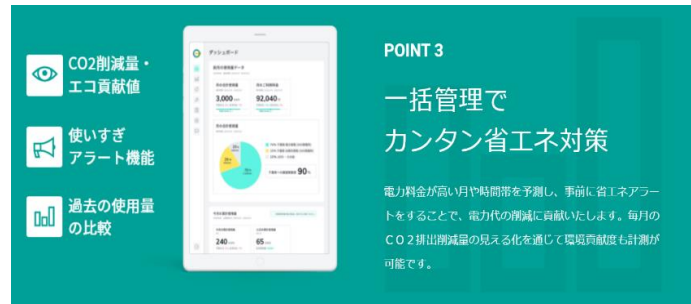 CO2削減量・
エコ貢献値
使いすぎ
アラート機能
過去の使用量
の比較
ダッシュボード
3,000
92,040
90%
240
65
POINT 3
一括管理で
カンタン省エネ対策
電力料金が高い月や時間帯を予測し、事前に省エネアラー
トをすることで、電力代の削減に貢献いたします。毎月の
ＣＯ２排出削減量の見える化を通じて環境貢献度も計測が
可能です。